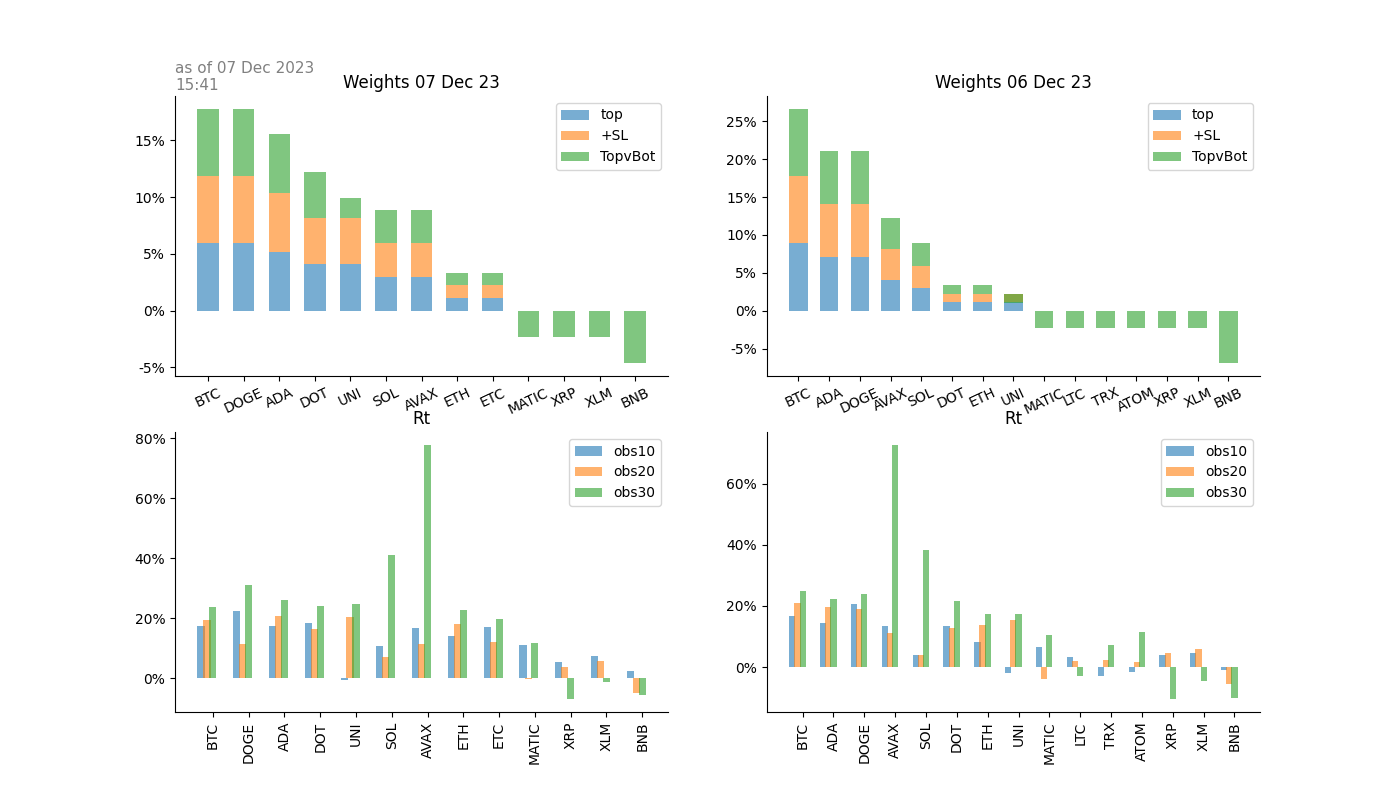 as of 07 Dec 2023
15:41
Weights 07 Dec 23
15%
10%
5%
0%
-5%
top
+SL
TopvBot
BTC DOGE ADA DOT UNI SOL AVAX ETH ETC MATIC XRP XLM BNB
Weights 06 Dec 23
25%
20%
15%
10%
5%
0%
-5%
top
+SL
TopvBot
BTC ADA DOGE AVAX SOL DOT ETH UNI MATIC LTC TRX ATOM XRP XLM BNB
Rt
80%
60%
40%
20%
0%
obs10
obs20
obs30
BTC DOGE ADA DOT UNI SOL AVAX ETH ETC MATIC XRP XLM BNB
Rt
60%
40%
20%
0%
obs10
obs20
obs30
BTC ADA DOGE AVAX SOL DOT ETH UNI MATIC LTC TRX ATOM XRP XLM BNB